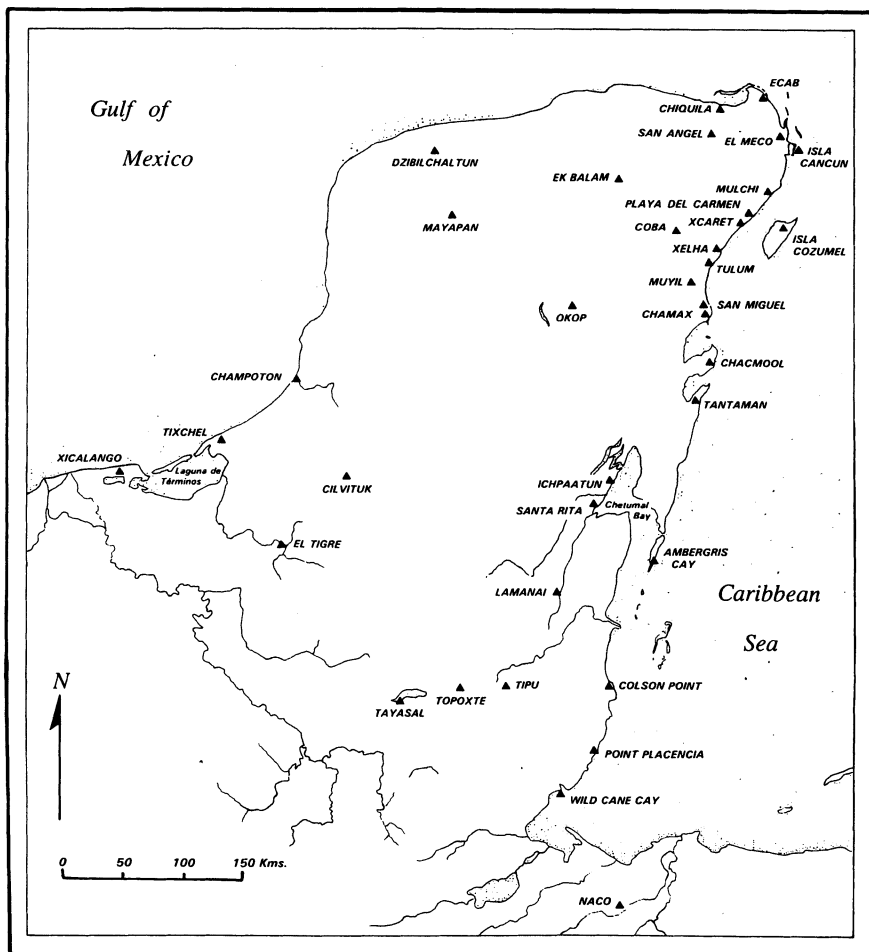 Gulf of
Mexico
ECAB
CHIQUILA
SAN ANGEL
EL MECO
ISLA
CANCUN
DZIBILCHALTUN
EK BALAM
MULCHI
PLAYA DEL CARMEN
MAYAPAN
COBA
XCARET
ISLA
COZUMEL
XELHA
TULUM
MUYIL
OKOP
SAN MIGUEL
CHAMAX
CHACMOOL
CHAMPOTON
TANTAMAN
TIXCHEL
XICALANGO
Laguna de
Términos
CILVITUK
ICHPAATUN
SANTA RITA
Chetumal
Bay
EL TIGRE
AMBERGRIS
CAY
LAMANAI
Caribbean
Sea
N
TIPU
COLSON POINT
TOPOXTE
TAYASAL
POINT PLACENCIA
WILD CANE CAY
0 50 100 150 Kms.
NACO